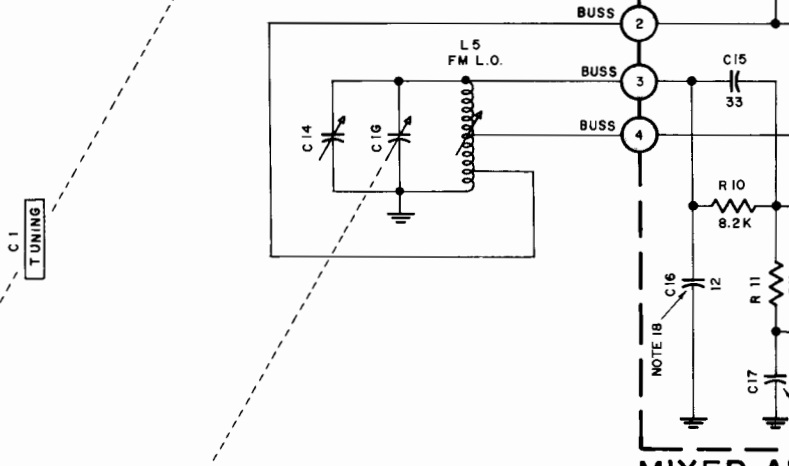 BUSS
2
L5
FM L.O.
BUSS
3
C15
33
C14
C1G
BUSS
4
R10
8.2K
C1
TUNING
C16
12
R11
NOTE 18
C17